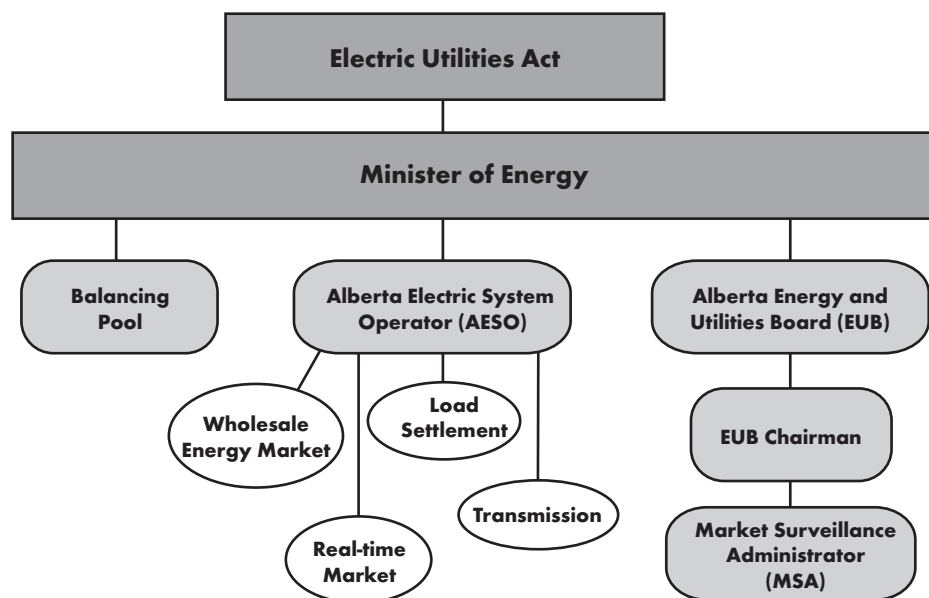 Electric Utilities Act
Minister of Energy
Balancing
Pool
Alberta Electric System
Operator (AESO)
Alberta Energy and
Utilities Board (EUB)
Wholesale
Energy Market
Load
Settlement
EUB Chairman
Transmission
Real-time
Market
Market Surveillance
Administrator
(MSA)